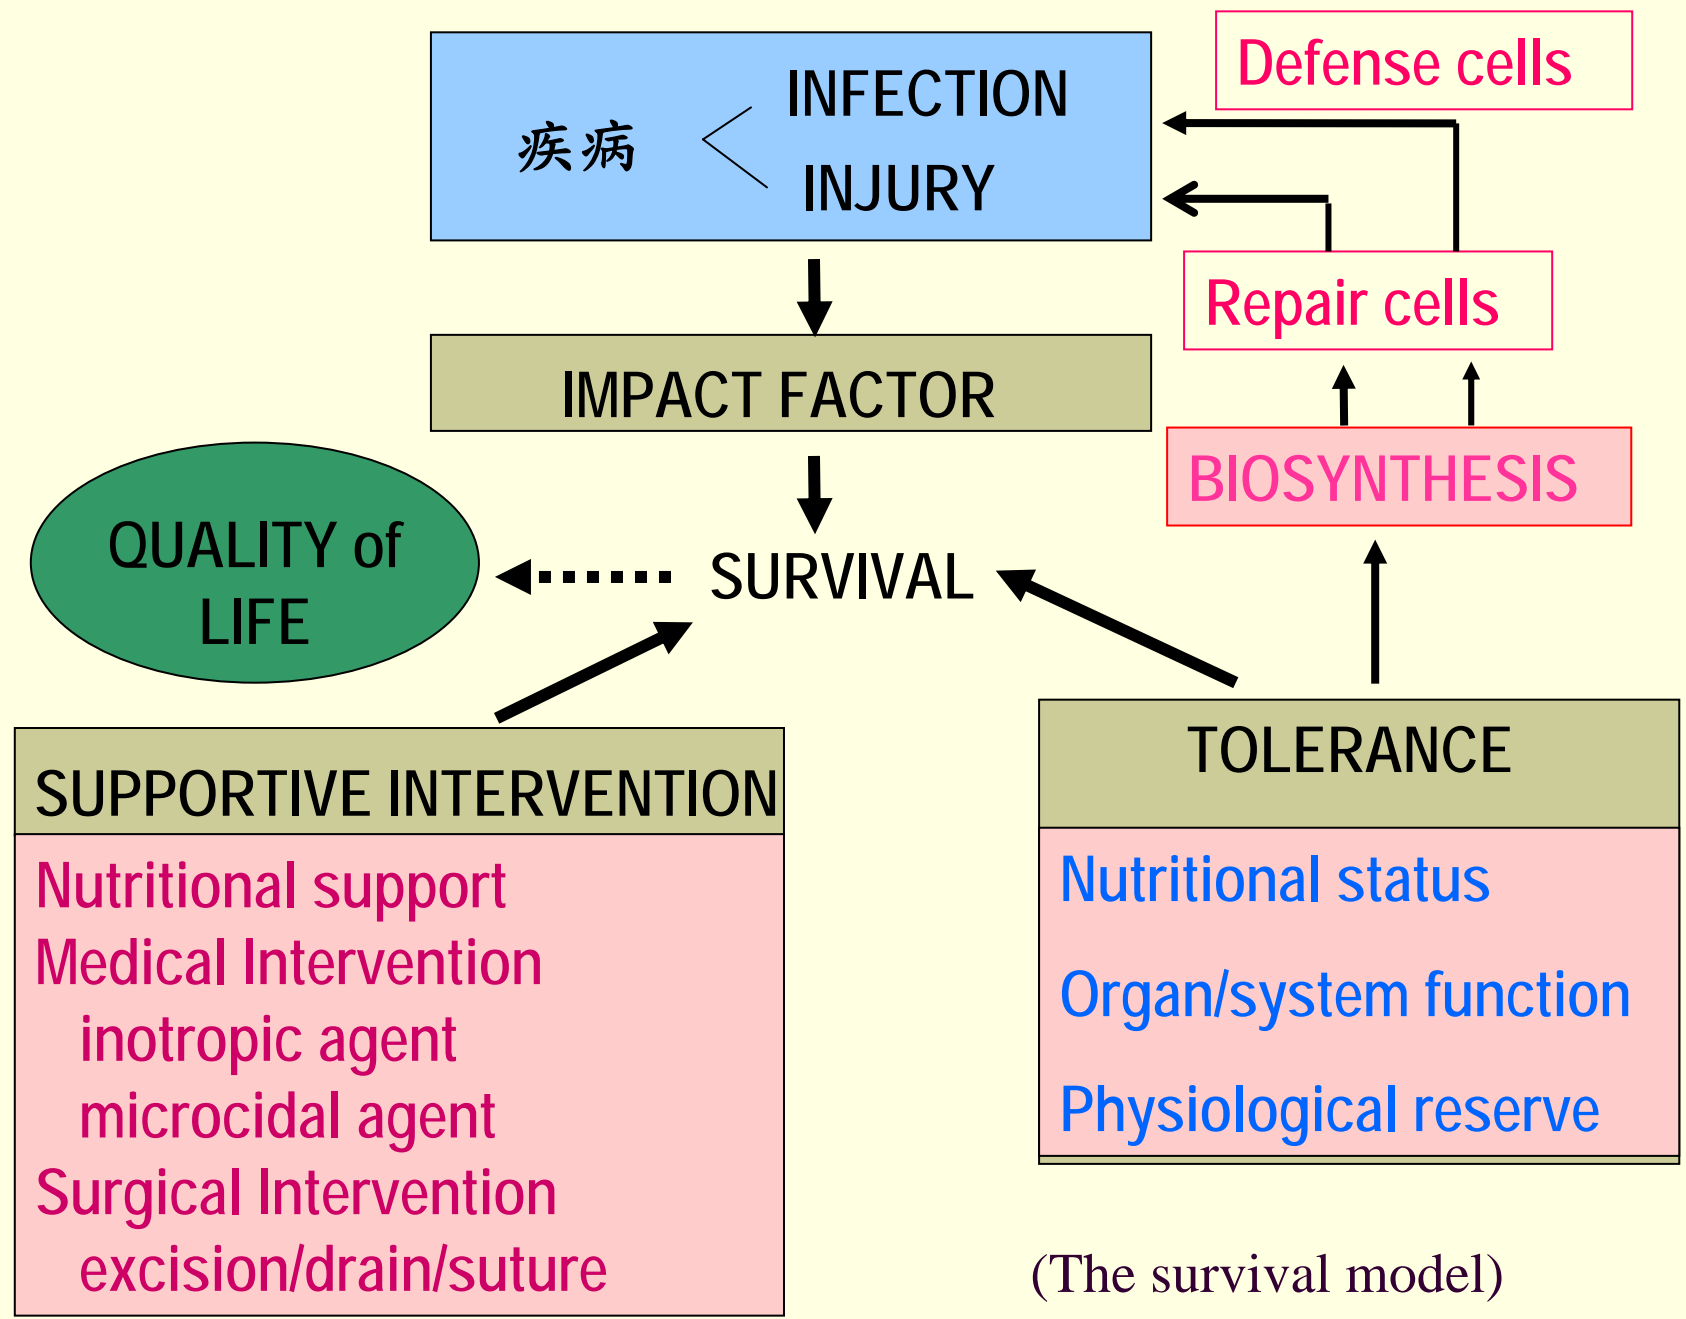 疾病
INFECTION
INJURY
Defense cells
Repair cells
IMPACT FACTOR
BIOSYNTHESIS
QUALITY of
LIFE
SURVIVAL
SUPPORTIVE INTERVENTION
Nutritional support
Medical Intervention
inotropic agent
microcidal agent
Surgical Intervention
excision/drain/suture
TOLERANCE
Nutritional status
Organ/system function
Physiological reserve
(The survival model)